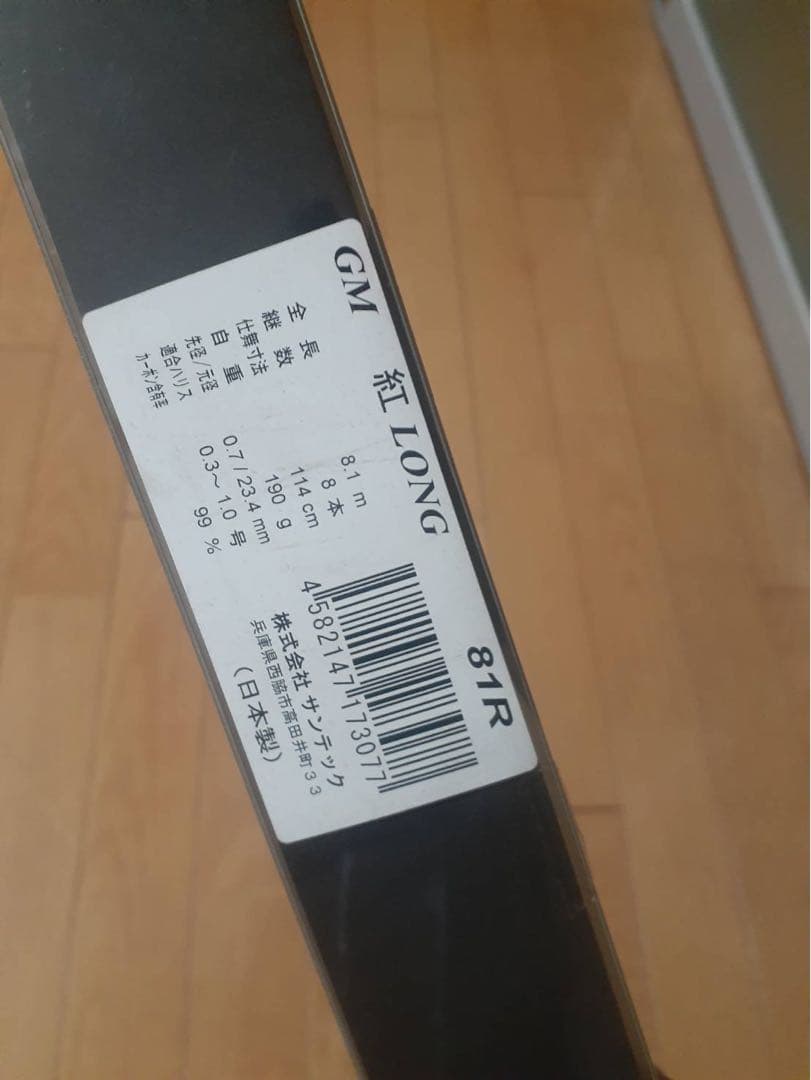 GM 紅 LONG 81R
全長 8.1 m
継数 8 本
仕舞寸法 114 cm
自重 190 g
先径/元径 0.7/23.4 mm
適合ハリス 0.3～1.0 号
カーボン含有率 99 %
4 582147 173077
株式会社 サンテック
兵庫県西脇市高田井町33
(日本製)